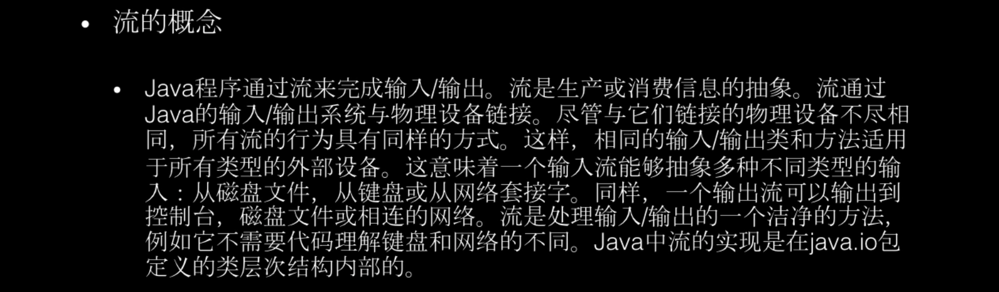 • 流的概念
• Java程序通过流来完成输入/输出。流是生产或消费信息的抽象。流通过
Java的输入/输出系统与物理设备链接。尽管与它们链接的物理设备不尽相
同，所有流的行为具有同样的方式。这样，相同的输入/输出类和方法适用
于所有类型的外部设备。这意味着一个输入流能够抽象多种不同类型的输
入：从磁盘文件，从键盘或从网络套接字。同样，一个输出流可以输出到
控制台，磁盘文件或相连的网络。流是处理输入/输出的一个洁净的方法，
例如它不需要代码理解键盘和网络的不同。Java中流的实现是在java.io包
定义的类层次结构内部的。